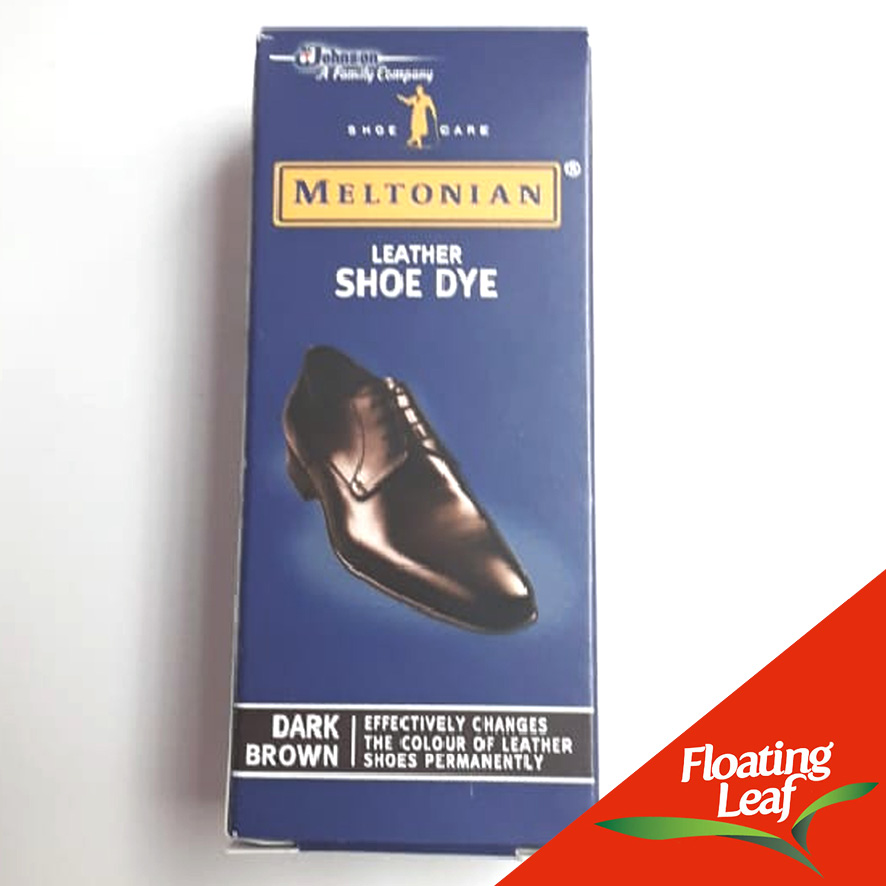 Johnson
A Family Company
SHOE CARE
MELTONIAN®
LEATHER
SHOE DYE
DARK
BROWN
EFFECTIVELY CHANGES
THE COLOUR OF LEATHER
SHOES PERMANENTLY
Floating
Leaf